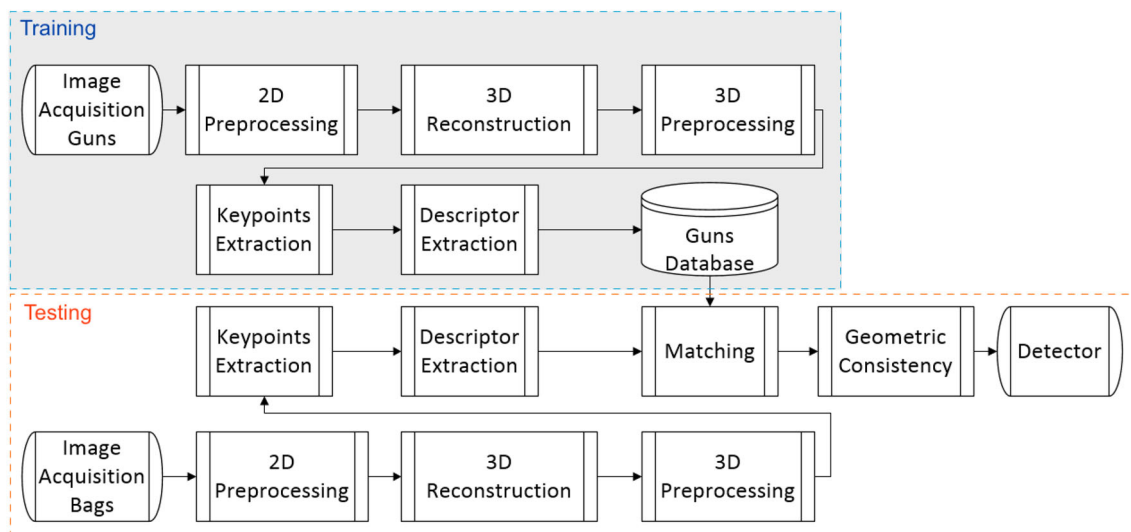 Training
Image
Acquisition
Guns
2D
Preprocessing
3D
Reconstruction
3D
Preprocessing
Keypoints
Extraction
Descriptor
Extraction
Guns
Database
Testing
Keypoints
Extraction
Descriptor
Extraction
Matching
Geometric
Consistency
Detector
Image
Acquisition
Bags
2D
Preprocessing
3D
Reconstruction
3D
Preprocessing